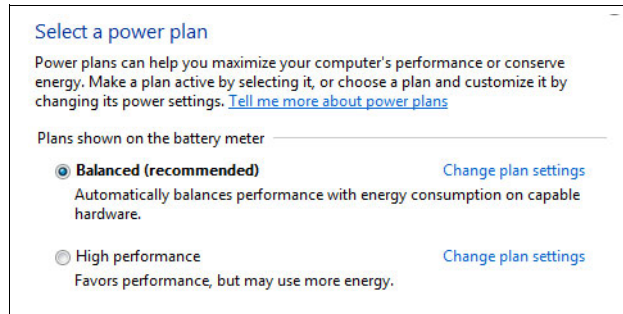 Select a power plan
Power plans can help you maximize your computer's performance or conserve
energy. Make a plan active by selecting it, or choose a plan and customize it by
changing its power settings. Tell me more about power plans
Plans shown on the battery meter
Balanced (recommended) Change plan settings
Automatically balances performance with energy consumption on capable
hardware.
High performance Change plan settings
Favors performance, but may use more energy.